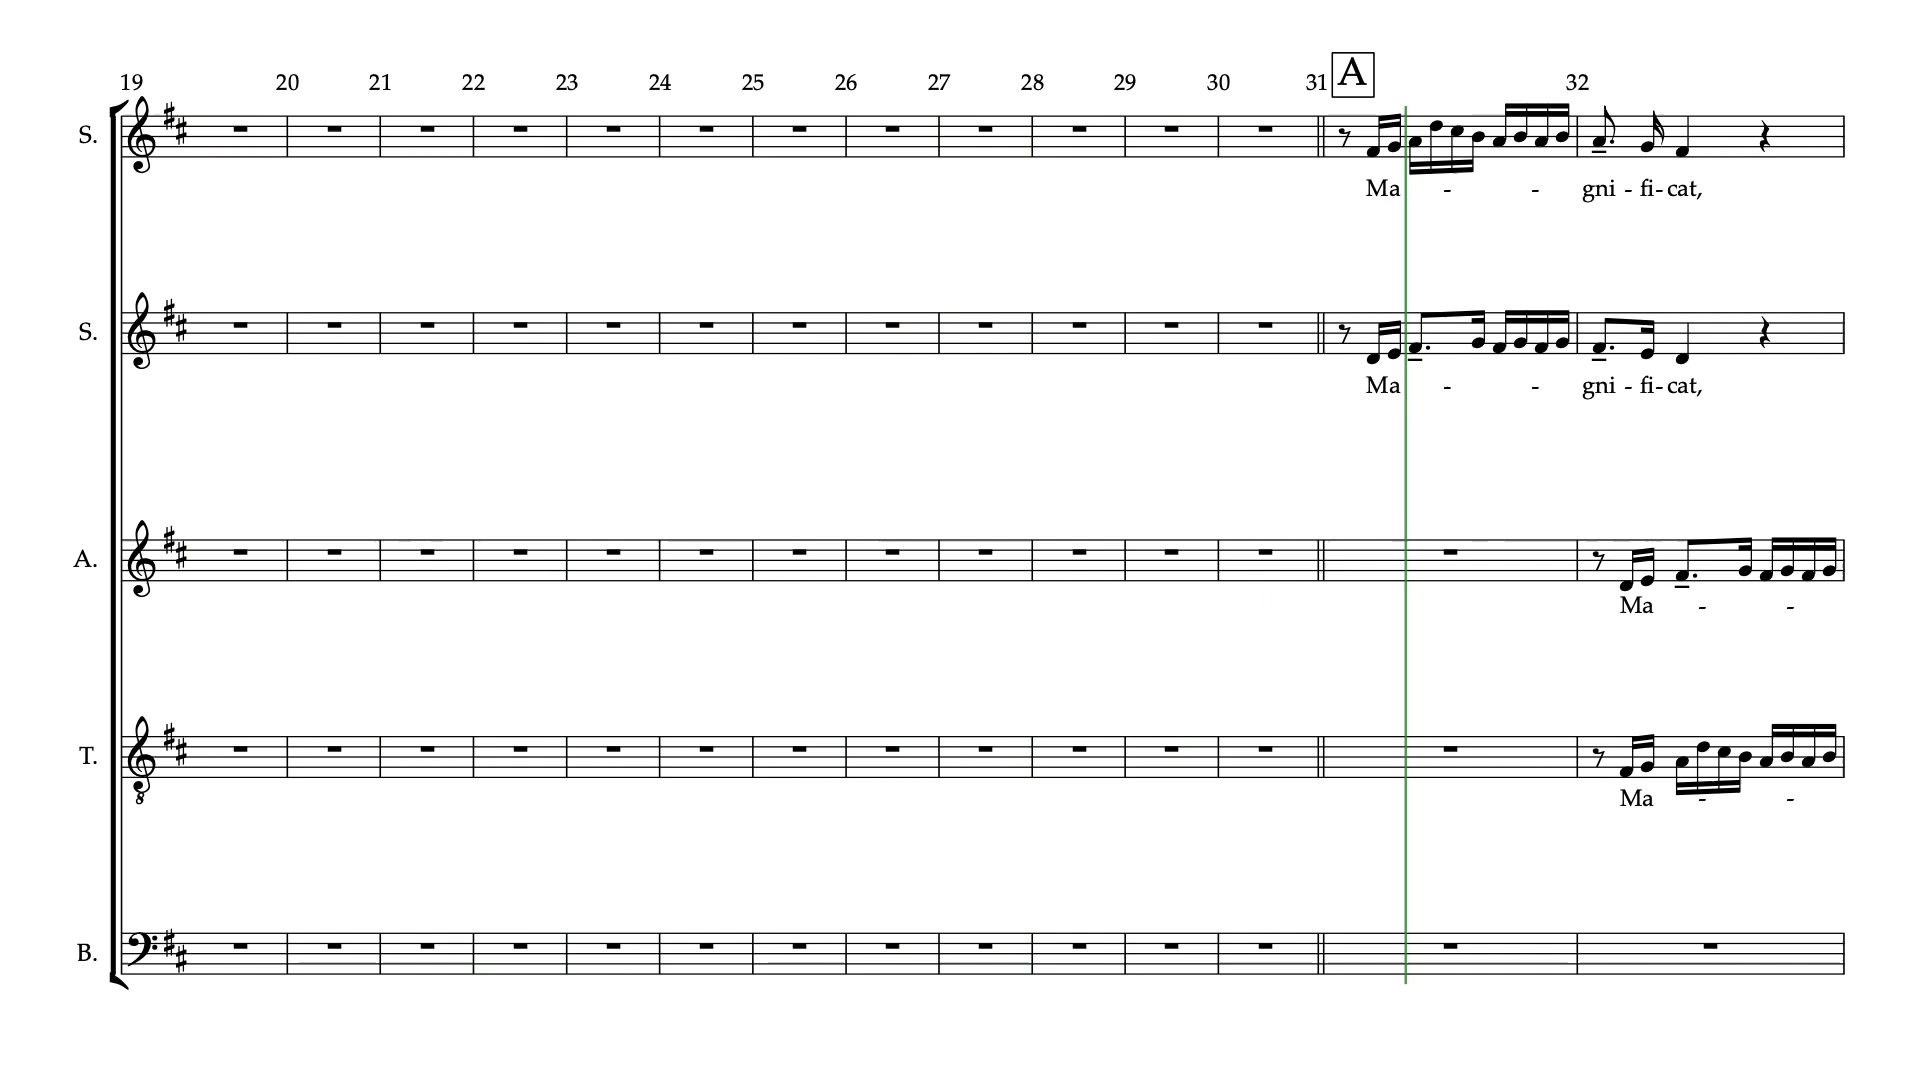 19 20 21 22 23 24 25 26 27 28 29 30 31 A 32
S.
Ma - - gni - fi - cat,
S.
Ma - - gni - fi - cat,
A.
Ma - -
T.
8
Ma - -
B.